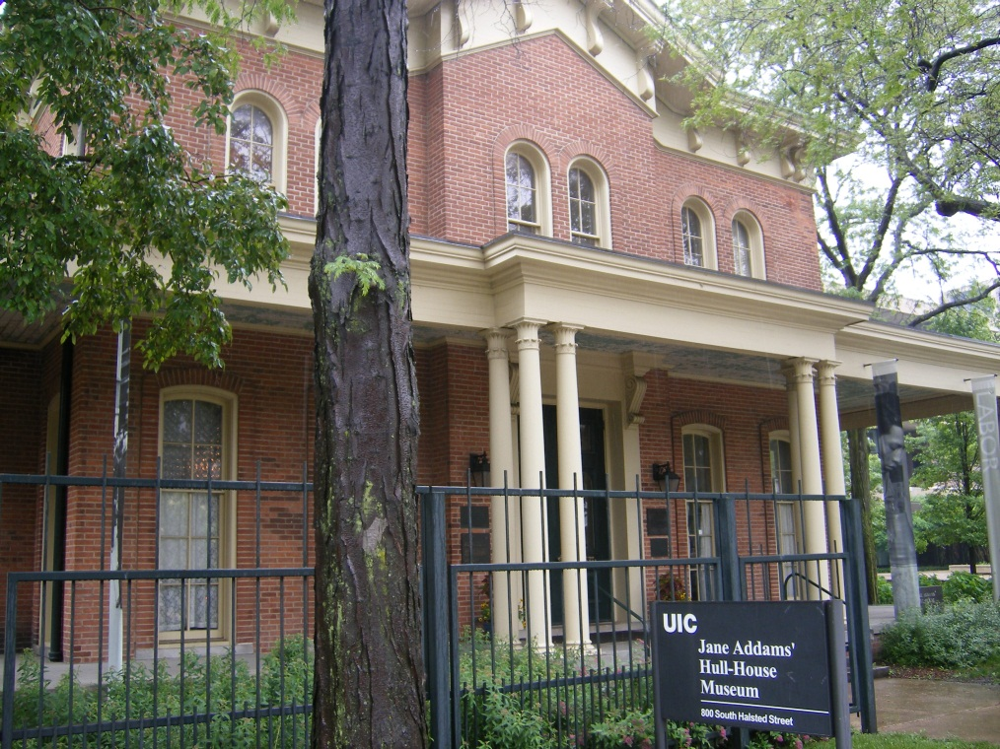 UIC
Jane Addams'
Hull-House
Museum
800 South Halsted Street
LABOR